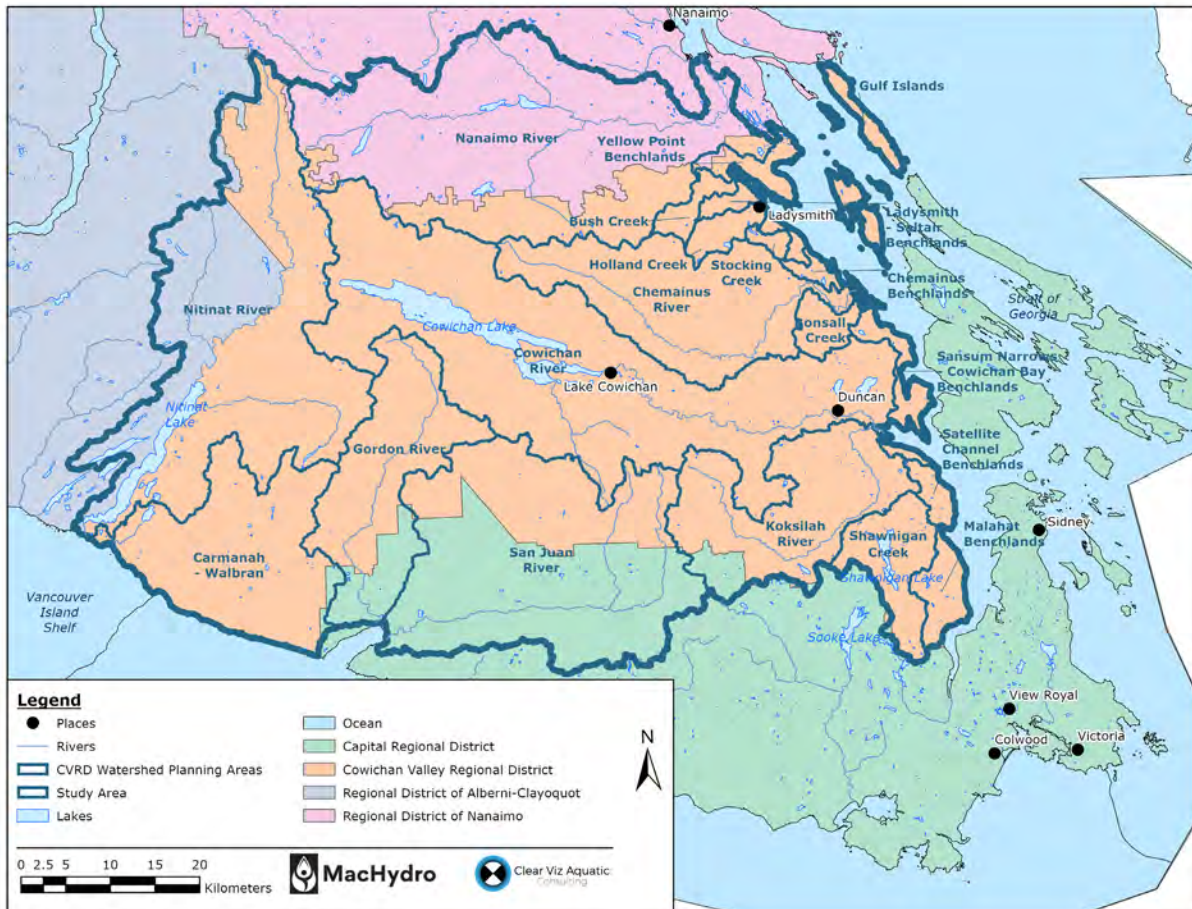 Nanaimo
Gulf Islands
Nanaimo River
Yellow Point
Benchlands
Bush Creek
Ladysmith
Ladysmith
- Saltair
Benchlands
Holland Creek
Stocking
Creek
Chemainus
River
Chemainus
Benchlands
Strait of
Georgia
Nitinat River
Cowichan Lake
onsall
Creek
Cowichan
River
Lake Cowichan
Sansum Narrows
- Cowichan Bay
Benchlands
Duncan
Nitinat
Lake
Gordon River
Satellite
Channel
Benchlands
Koksilah
River
Shawnigan
Creek
Malahat
Benchlands
Sidney
Carmanah
- Walbran
San Juan
River
Shawnigan Lake
Vancouver
Island
Shelf
Sooke Lake
View Royal
Colwood
Victoria
Legend
Places
Rivers
CVRD Watershed Planning Areas
Study Area
Lakes
Ocean
Capital Regional District
Cowichan Valley Regional District
Regional District of Alberni-Clayoquot
Regional District of Nanaimo
N
0 2.5 5 10 15 20
Kilometers
MacHydro
Clear Viz Aquatic
Consulting